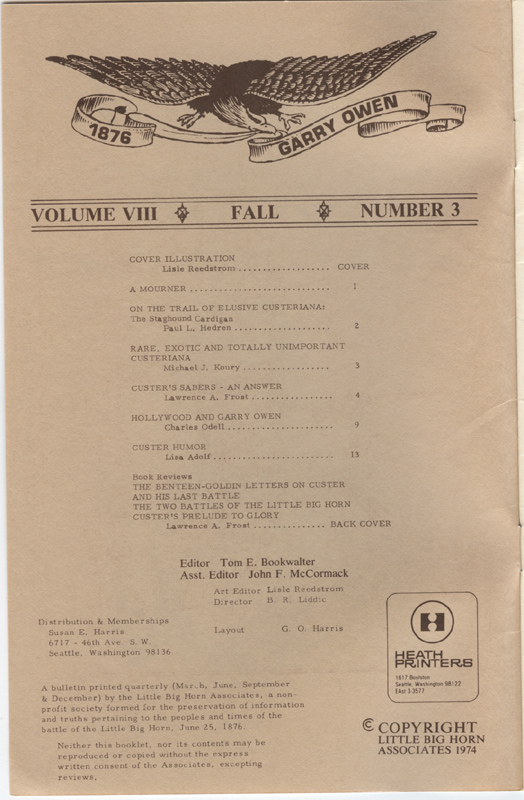 1876
GARRY OWEN
VOLUME VIII FALL NUMBER 3
COVER ILLUSTRATION
Lisle Reedstrom .................. COVER
A MOURNER ............................ 1
ON THE TRAIL OF ELUSIVE CUSTERIANA:
The Staghound Cardigan
Paul L. Hedren ................... 2
RARE, EXOTIC AND TOTALLY UNIMPORTANT
CUSTERIANA
Michael J. Koury ................. 3
CUSTER'S SABERS - AN ANSWER
Lawrence A. Frost ................ 4
HOLLYWOOD AND GARRY OWEN
Charles Odell ..................... 9
CUSTER HUMOR
Lisa Adolf ........................ 13
Book Reviews
THE BENTEEN-GOLDIN LETTERS ON CUSTER
AND HIS LAST BATTLE
THE TWO BATTLES OF THE LITTLE BIG HORN
CUSTER'S PRELUDE TO GLORY
Lawrence A. Frost .............. BACK COVER
Editor Tom E. Bookwalter
Asst. Editor John F. McCormack
Art Editor Lisle Reedstrom
Director B. R. Liddic
Layout G. O. Harris
Distribution & Memberships
Susan E. Harris
6717 - 46th Ave. S. W.
Seattle, Washington 98136
H
HEATH
PRINTERS
1617 Boylston
Seattle, Washington 98122
EAst 3-3577
A bulletin printed quarterly (March, June, September
& December) by the Little Big Horn Associates, a non-
profit society formed for the preservation of information
and truths pertaining to the peoples and times of the
battle of the Little Big Horn, June 25, 1876.
Neither this booklet, nor its contents may be
reproduced or copied without the express
written consent of the Associates, excepting
reviews.
© COPYRIGHT
LITTLE BIG HORN
ASSOCIATES 1974